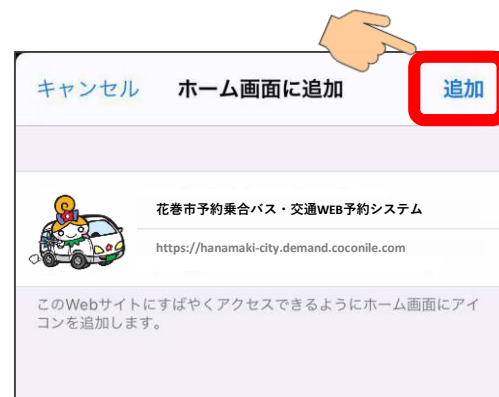 キャンセル ホーム画面に追加 追加
花巻市予約乗合バス・交通WEB予約システム
https://hanamaki-city.demand.coconile.com
このWebサイトにすばやくアクセスできるようにホーム画面にアイ
コンを追加します。